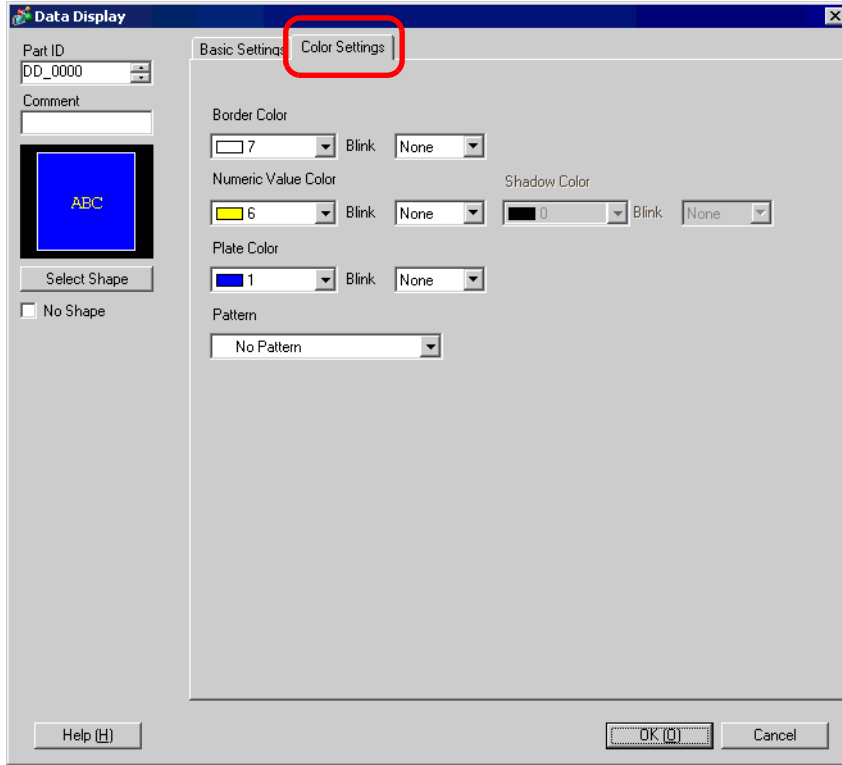 Data Display
Part ID
DD_0000
Comment
ABC
Select Shape
No Shape
Basic Settings
Color Settings
Border Color
7 Blink None
Numeric Value Color Shadow Color
6 Blink None 0 Blink None
Plate Color
1 Blink None
Pattern
No Pattern
Help (H) OK (O) Cancel